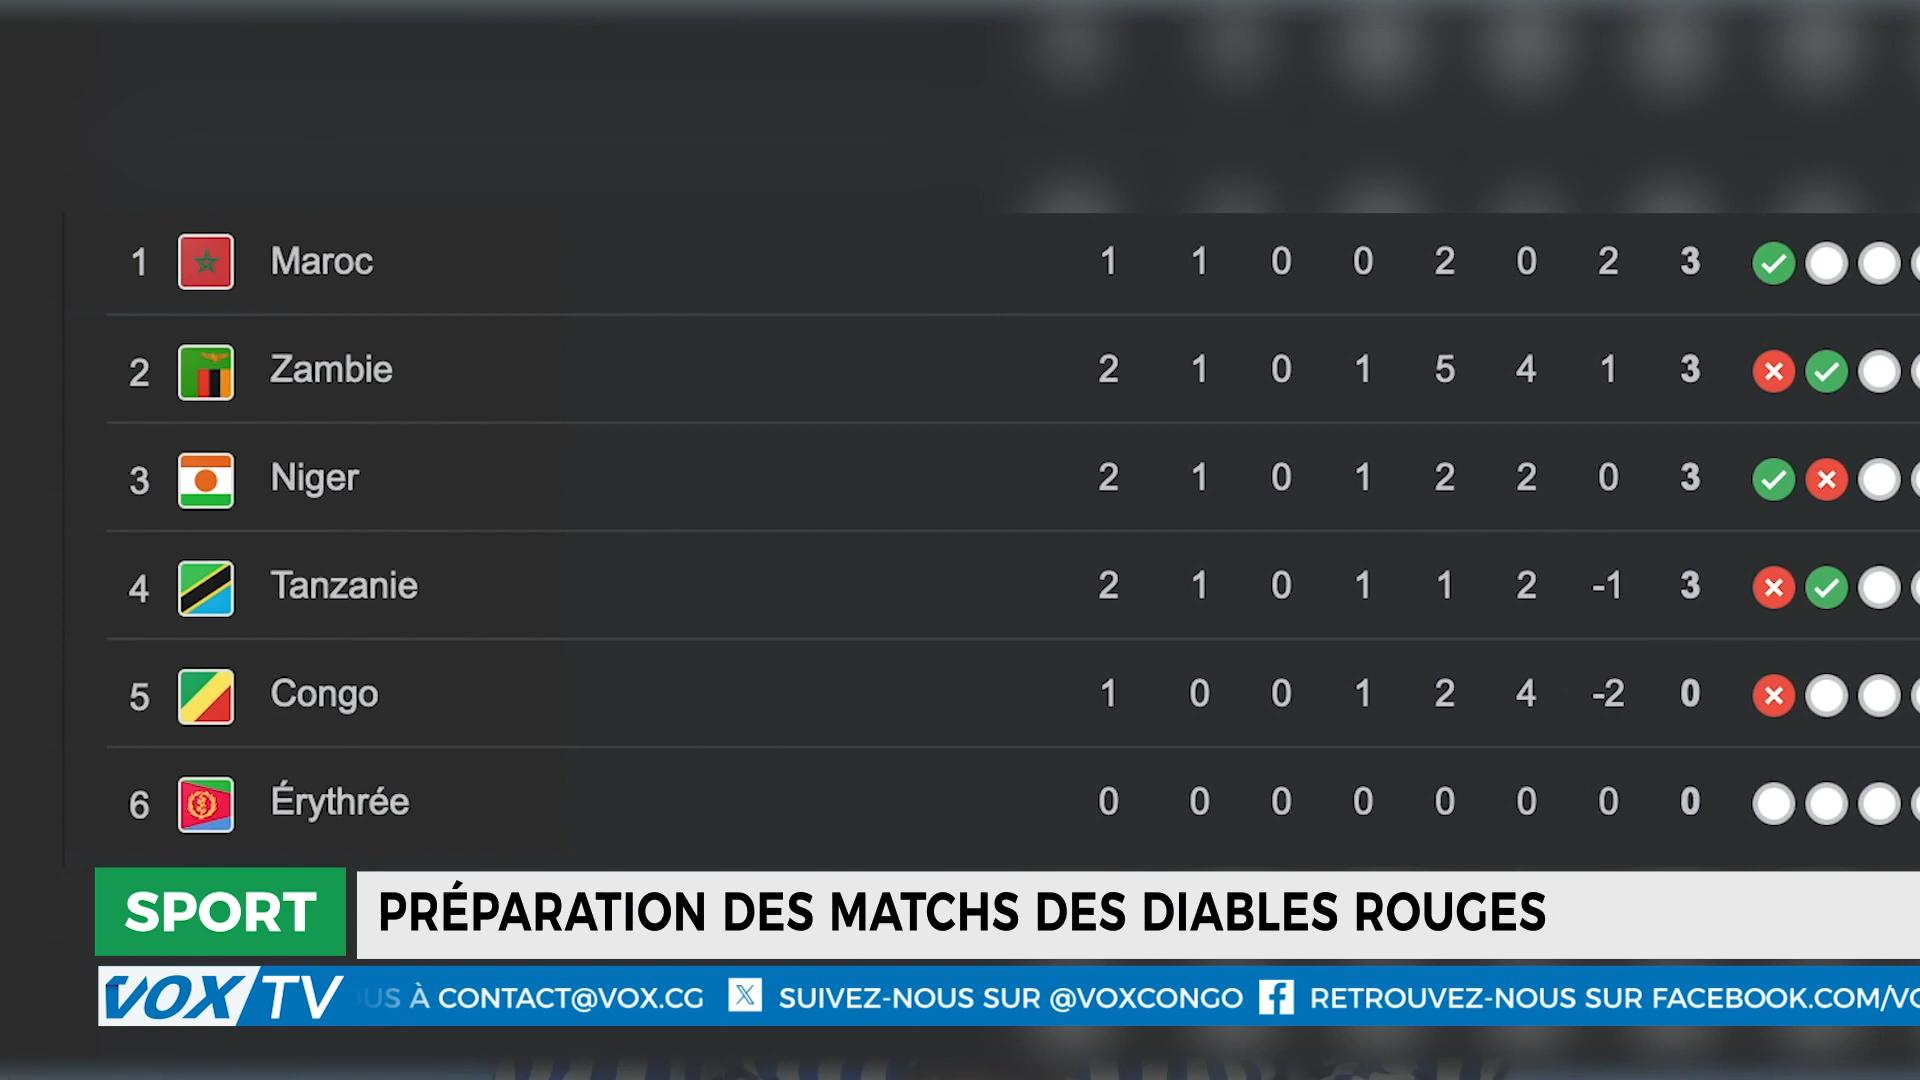 1 Maroc 1 1 0 0 2 0 2 3
2 Zambie 2 1 0 1 5 4 1 3
3 Niger 2 1 0 1 2 2 0 3
4 Tanzanie 2 1 0 1 1 2 -1 3
5 Congo 1 0 0 1 2 4 -2 0
6 Érythrée 0 0 0 0 0 0 0 0
SPORT PRÉPARATION DES MATCHS DES DIABLES ROUGES
VOX TV À CONTACT@VOX.CG SUIVEZ-NOUS SUR @VOXCONGO RETROUVEZ-NOUS SUR